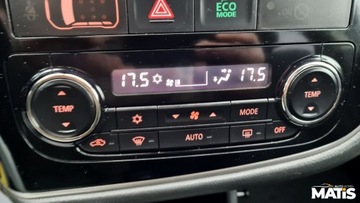 ECO
MODE
17.5
17.5
TEMP
TEMP
MODE
AUTO
OFF
MATIS